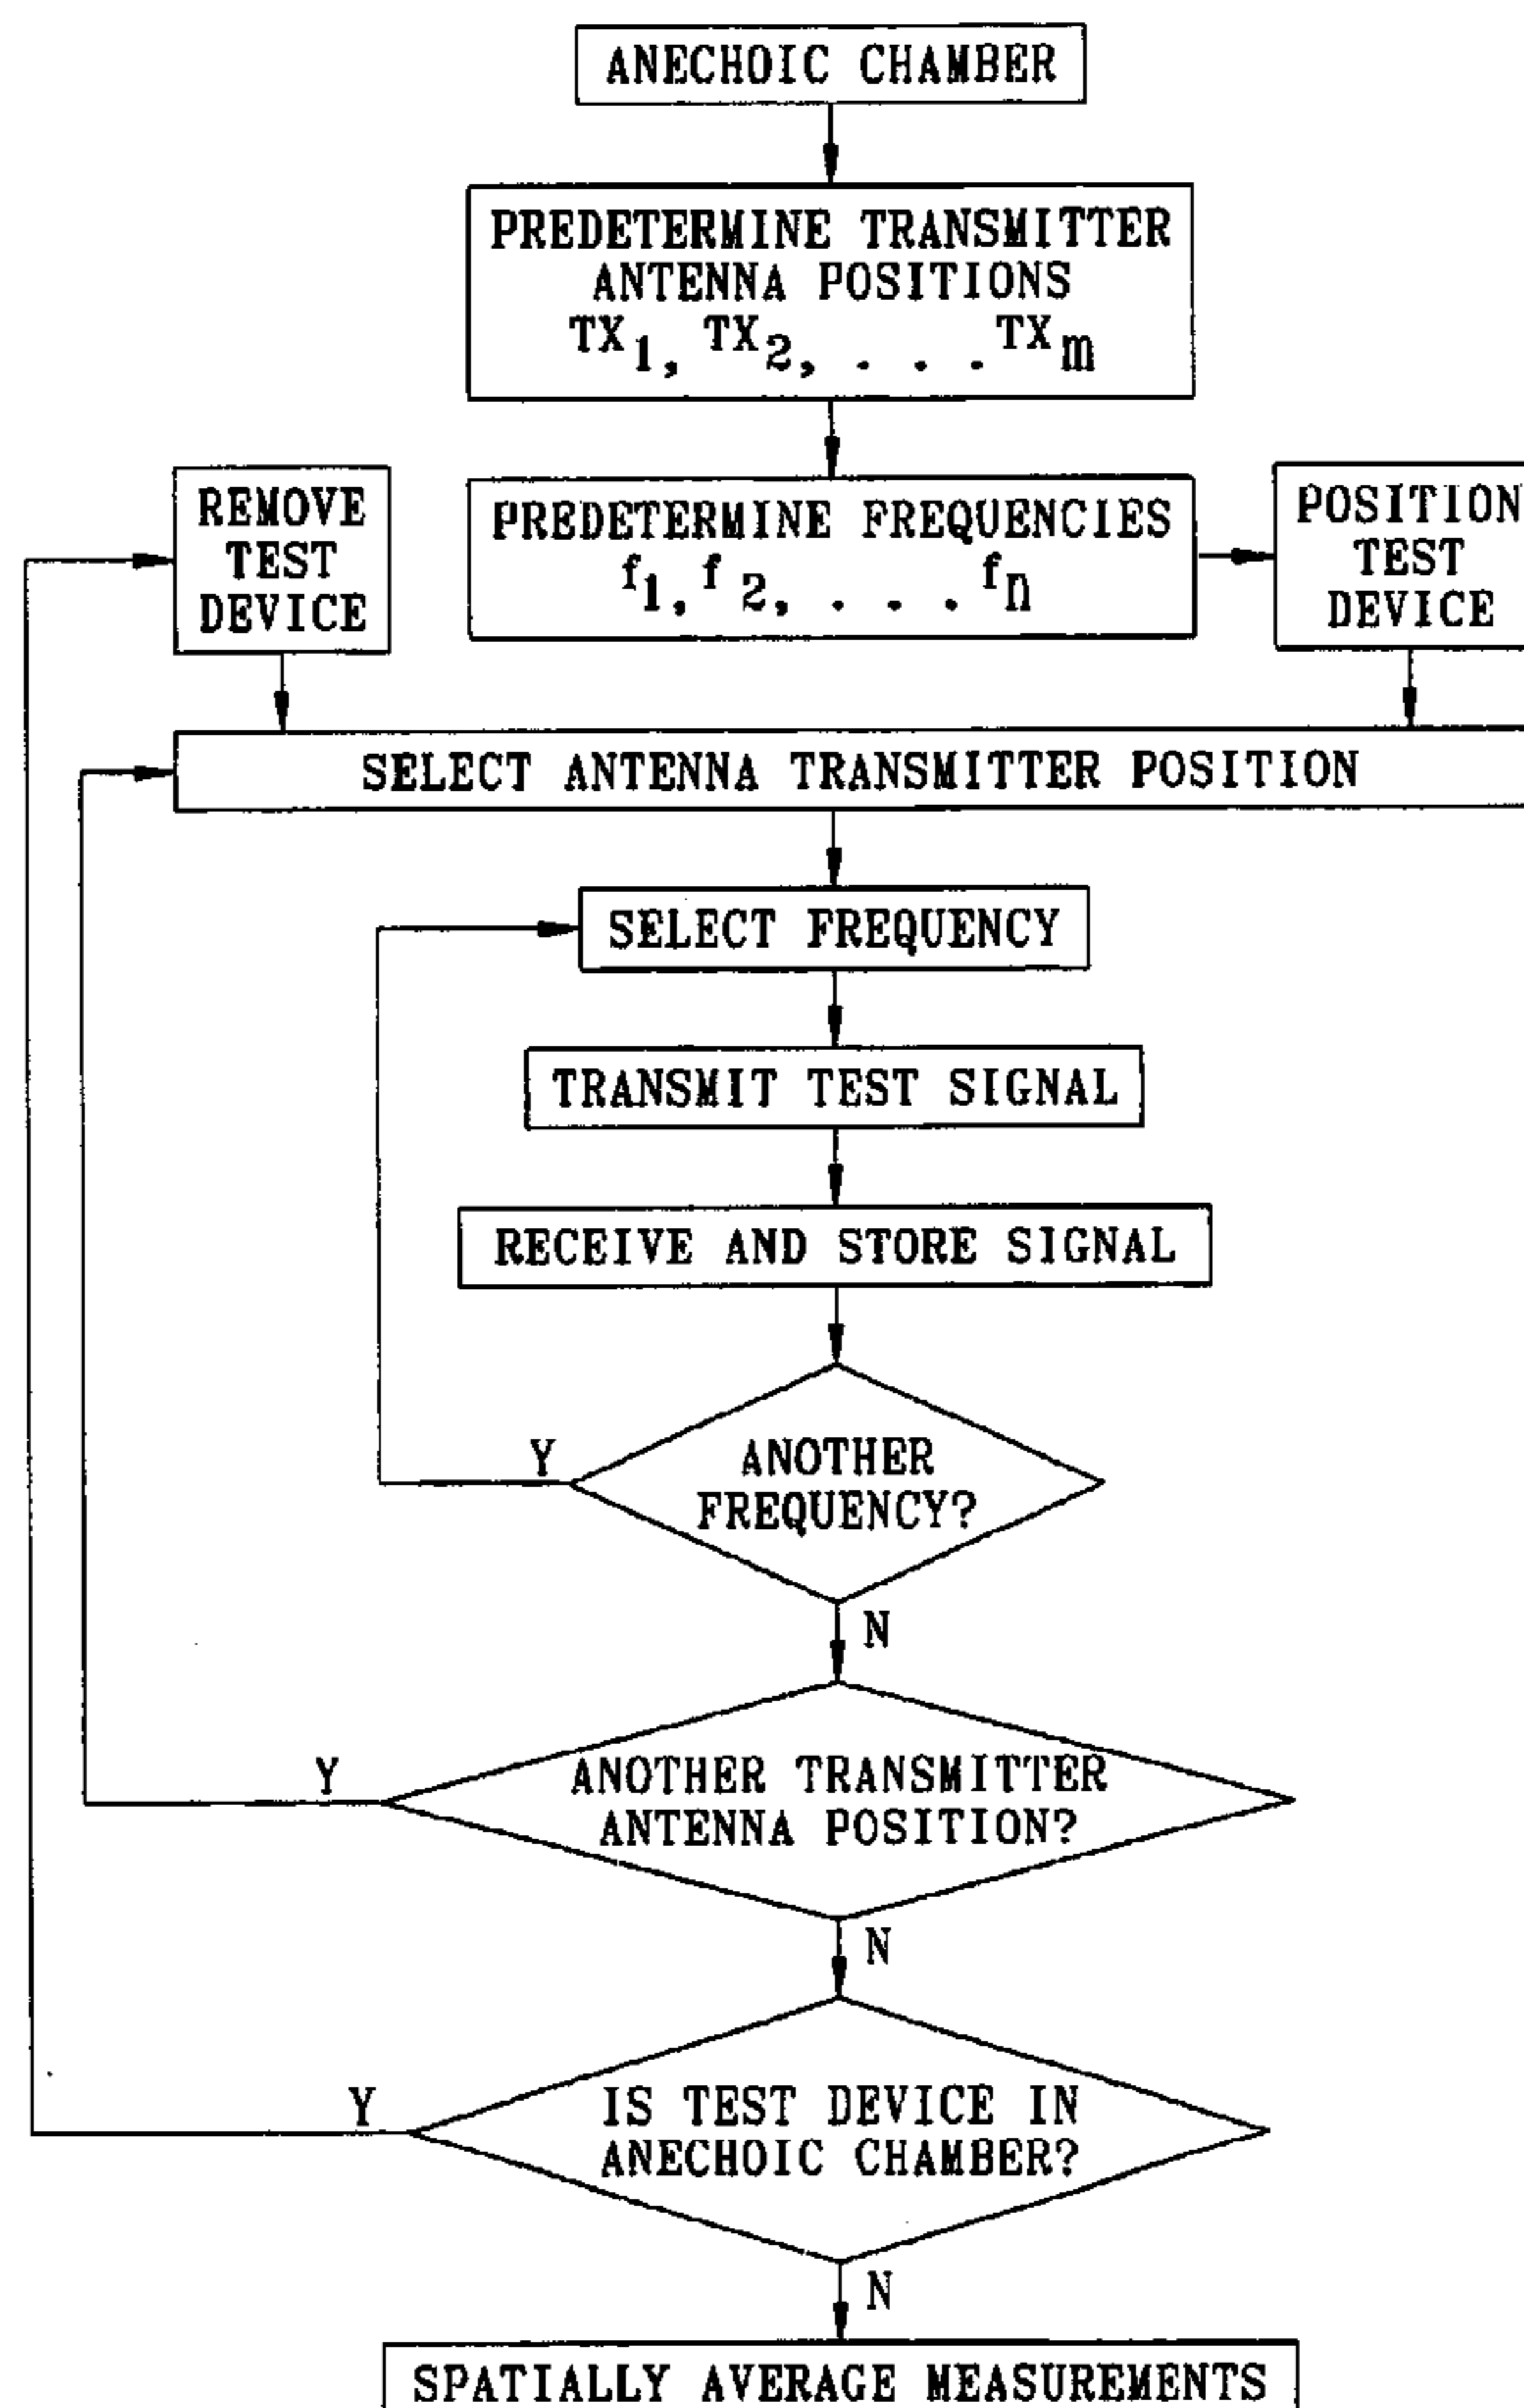 ANECHOIC CHAMBER
PREDETERMINE TRANSMITTER
ANTENNA POSITIONS
TX1, TX2, . . . TXm
REMOVE
TEST
DEVICE
PREDETERMINE FREQUENCIES
f1, f2, . . . fn
POSITION
TEST
DEVICE
SELECT ANTENNA TRANSMITTER POSITION
SELECT FREQUENCY
TRANSMIT TEST SIGNAL
RECEIVE AND STORE SIGNAL
Y
ANOTHER
FREQUENCY?
N
Y
ANOTHER TRANSMITTER
ANTENNA POSITION?
N
Y
IS TEST DEVICE IN
ANECHOIC CHAMBER?
N
SPATIALLY AVERAGE MEASUREMENTS